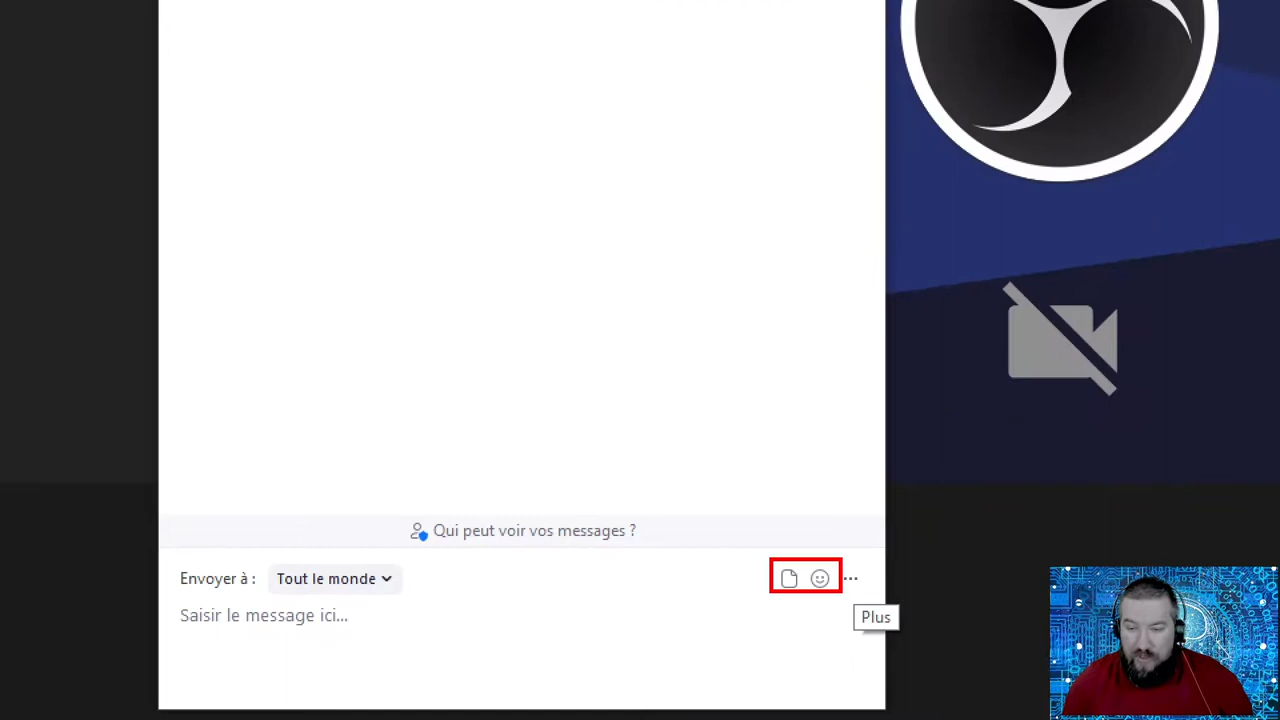 Qui peut voir vos messages ?
Envoyer à : Tout le monde
Saisir le message ici...
Plus